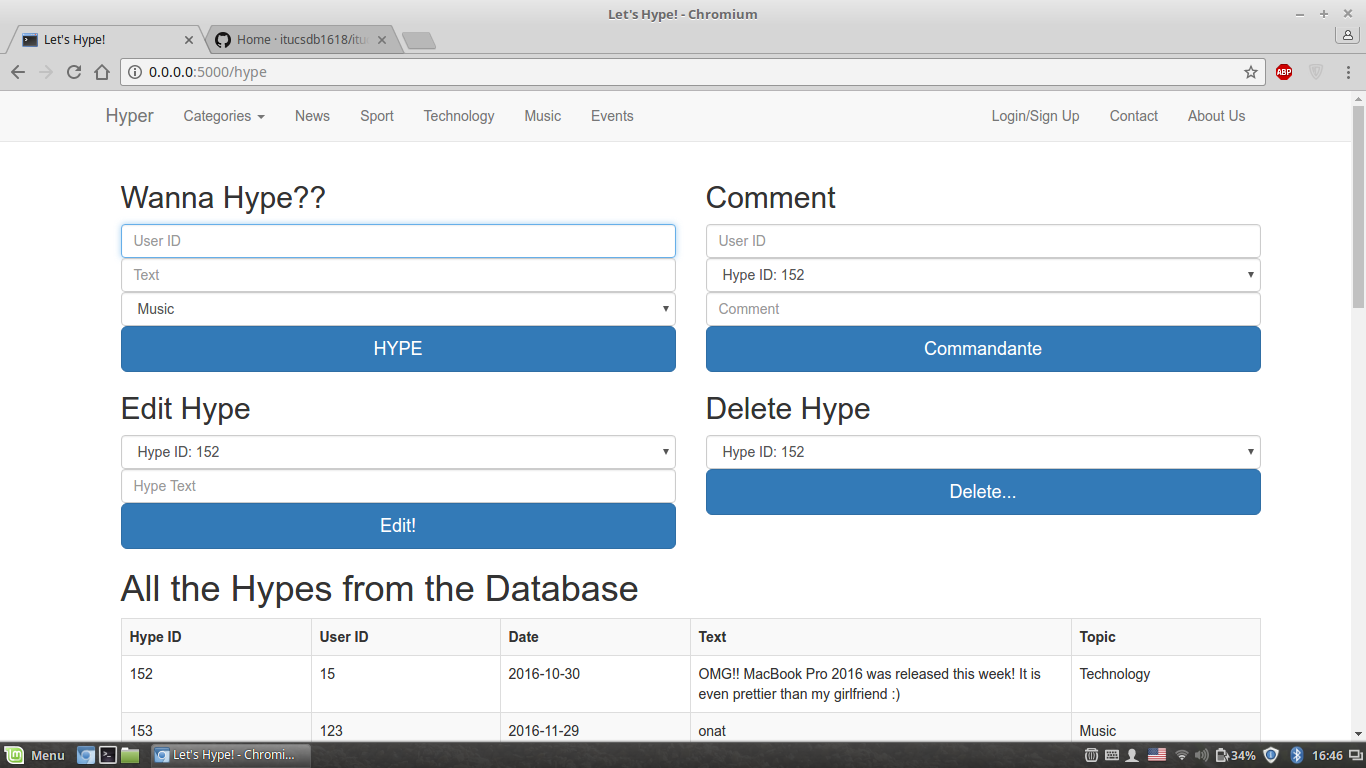 Let's Hype! - Chromium
Let's Hype!
Home · itucsdb1618/itu
0.0.0.0:5000/hype
ABP
Hyper Categories News Sport Technology Music Events Login/Sign Up Contact About Us
Wanna Hype??
User ID
Text
Music
HYPE
Comment
User ID
Hype ID: 152
Comment
Commandante
Edit Hype
Hype ID: 152
Hype Text
Edit!
Delete Hype
Hype ID: 152
Delete...
All the Hypes from the Database
Hype ID User ID Date Text Topic
152 15 2016-10-30 OMG!! MacBook Pro 2016 was released this week! It is Technology
even prettier than my girlfriend :)
153 123 2016-11-29 onat Music
Menu Let's Hype! - Chromi... 34% 16:46